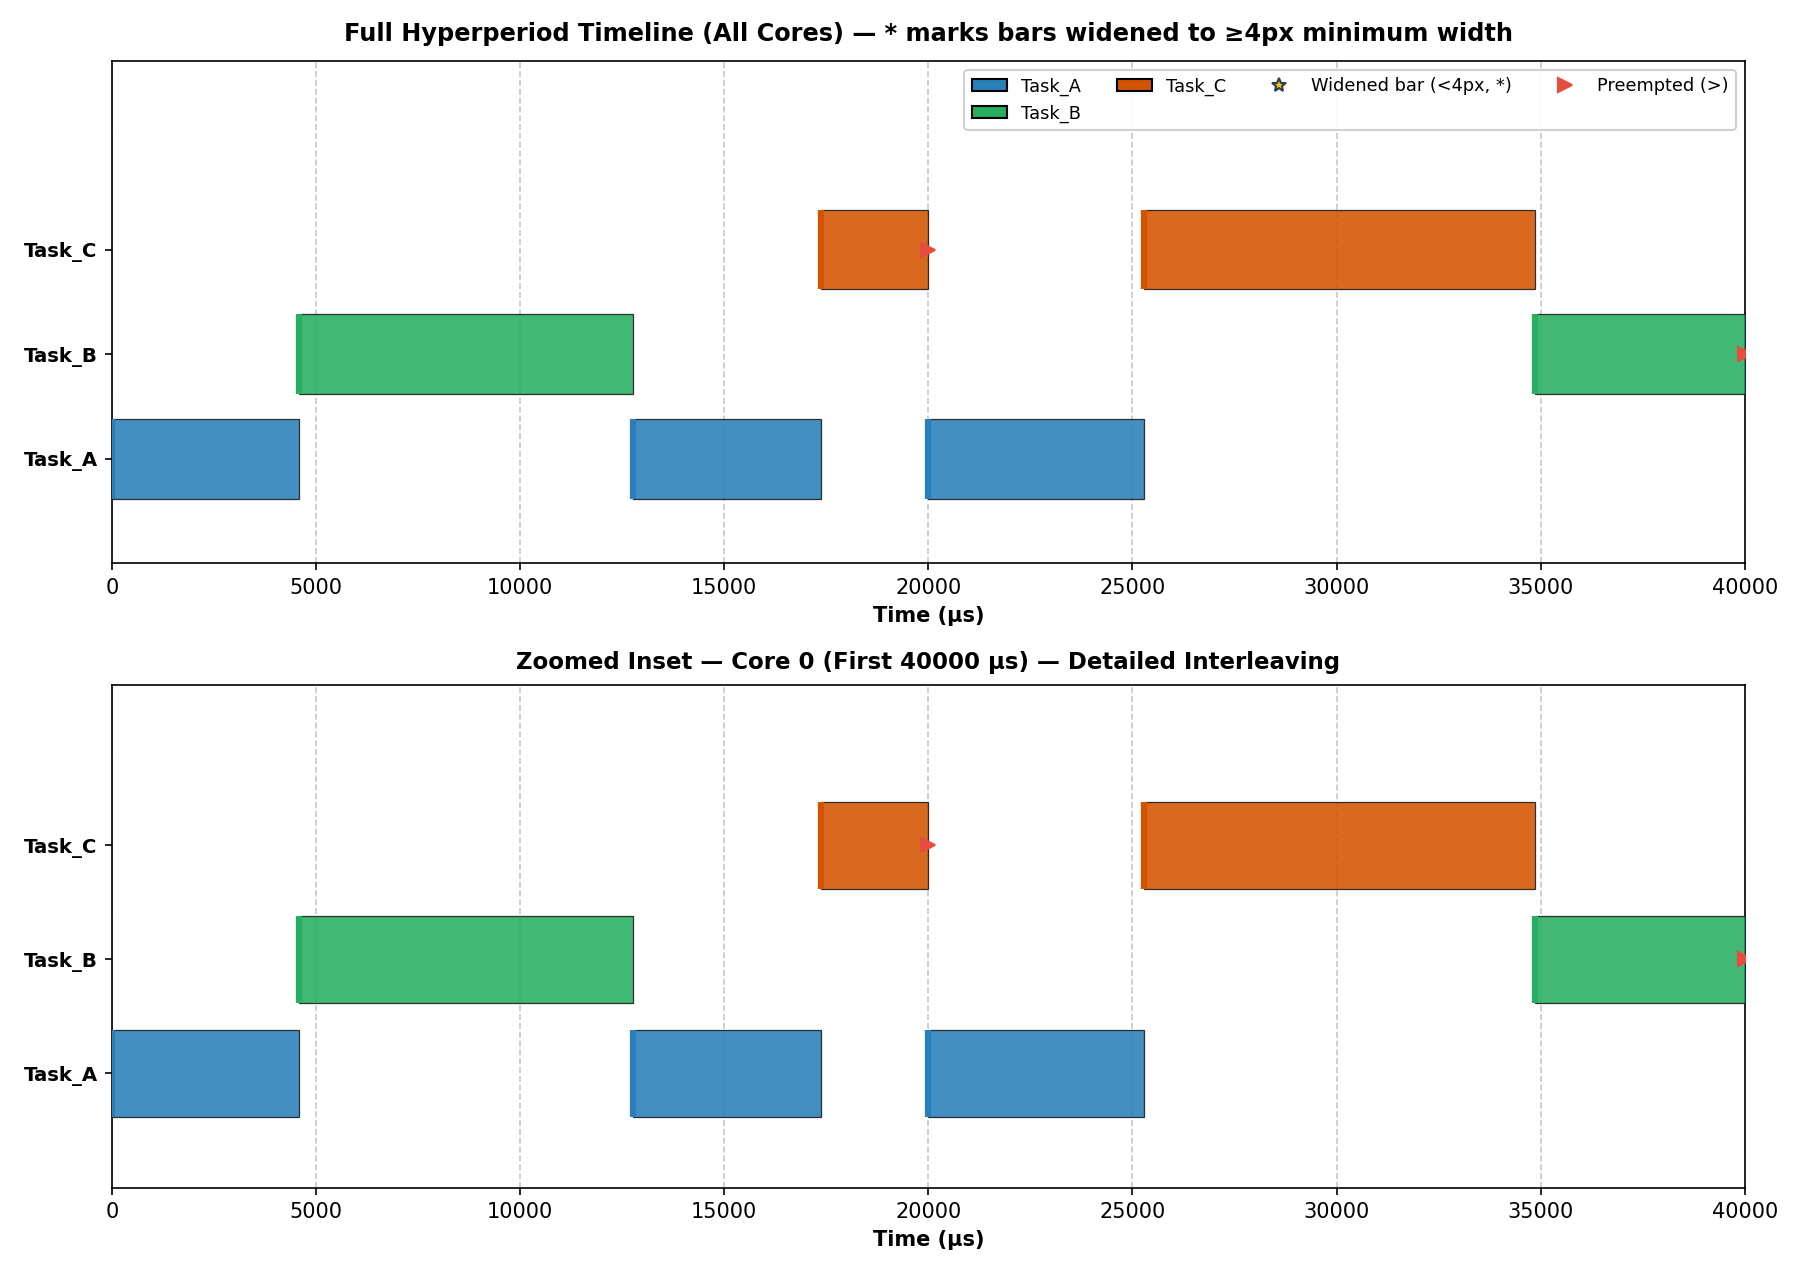 Full Hyperperiod Timeline (All Cores) — * marks bars widened to ≥4px minimum width
Task_A Task_C Widened bar (<4px, *) Preempted (>)
Task_B
Task_C
Task_B
Task_A
0 5000 10000 15000 20000 25000 30000 35000 40000
Time (µs)
Zoomed Inset — Core 0 (First 40000 µs) — Detailed Interleaving
Task_C
Task_B
Task_A
0 5000 10000 15000 20000 25000 30000 35000 40000
Time (µs)